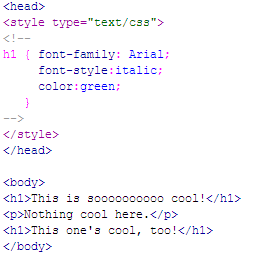 <head>
<style type="text/css">
<!--
h1 { font-family: Arial;
     font-style:italic;
     color:green;
   }
-->
</style>
</head>

<body>
<h1>This is soooooooooo cool!</h1>
<p>Nothing cool here.</p>
<h1>This one's cool, too!</h1>
</body>